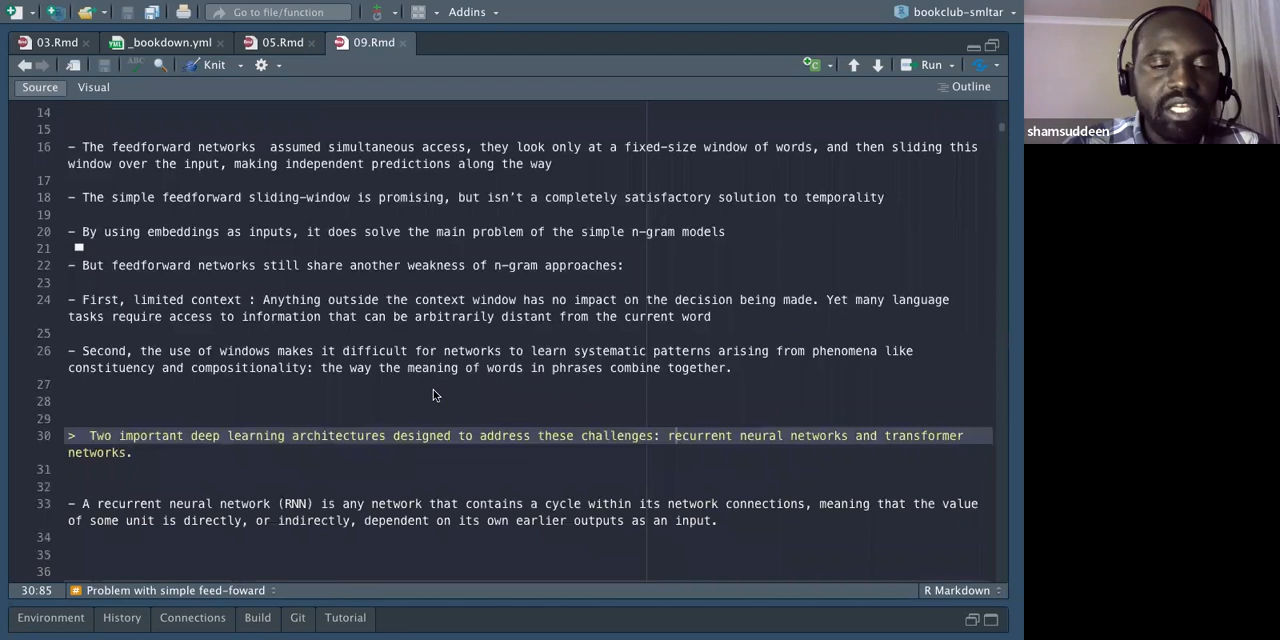 Go to file/function
Addins
bookclub-smltar
03.Rmd
_bookdown.yml
05.Rmd
09.Rmd
ABC
Knit
Run
Source
Visual
Outline
14
15
16 - The feedforward networks  assumed simultaneous access, they look only at a fixed-size window of words, and then sliding this
window over the input, making independent predictions along the way
17
18 - The simple feedforward sliding-window is promising, but isn't a completely satisfactory solution to temporality
19
20 - By using embeddings as inputs, it does solve the main problem of the simple n-gram models
21
22 - But feedforward networks still share another weakness of n-gram approaches:
23
24 - First, limited context : Anything outside the context window has no impact on the decision being made. Yet many language
tasks require access to information that can be arbitrarily distant from the current word
25
26 - Second, the use of windows makes it difficult for networks to learn systematic patterns arising from phenomena like
constituency and compositionality: the way the meaning of words in phrases combine together.
27
28
29
30 >  Two important deep learning architectures designed to address these challenges: recurrent neural networks and transformer
networks.
31
32
33 - A recurrent neural network (RNN) is any network that contains a cycle within its network connections, meaning that the value
of some unit is directly, or indirectly, dependent on its own earlier outputs as an input.
34
35
36
30:85
# Problem with simple feed-foward
R Markdown
Environment
History
Connections
Build
Git
Tutorial
shamsuddeen